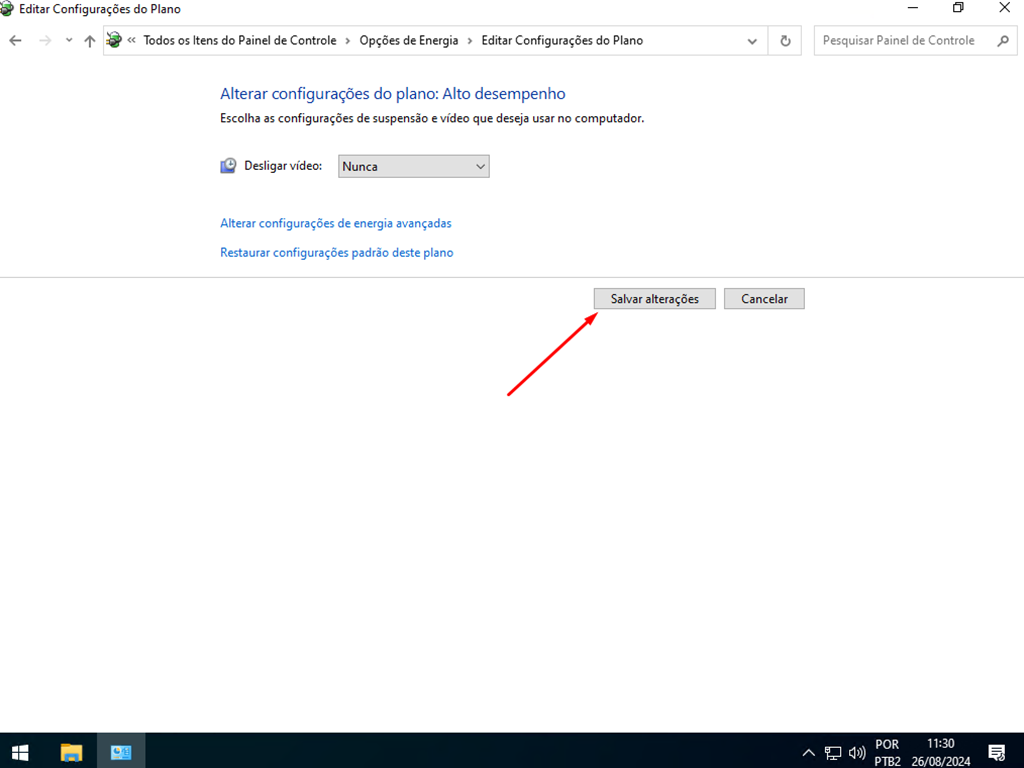 Editar Configurações do Plano
« Todos os Itens do Painel de Controle › Opções de Energia › Editar Configurações do Plano
Pesquisar Painel de Controle
Alterar configurações do plano: Alto desempenho
Escolha as configurações de suspensão e vídeo que deseja usar no computador.
Desligar vídeo: Nunca
Alterar configurações de energia avançadas
Restaurar configurações padrão deste plano
Salvar alterações Cancelar
POR 11:30
PTB2 26/08/2024